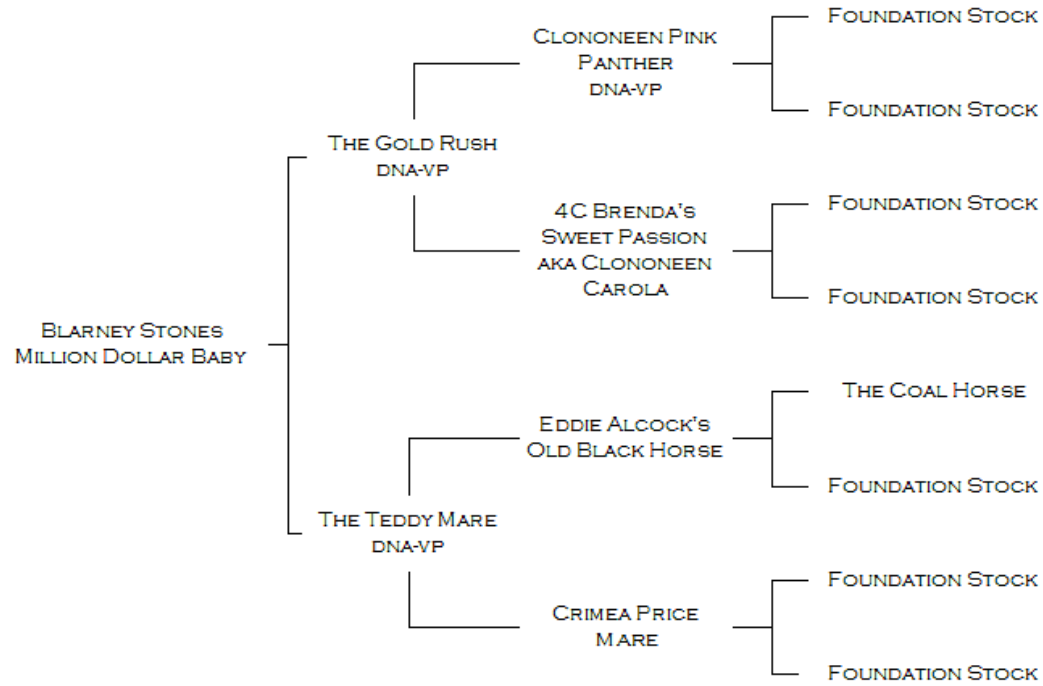 Foundation Stock
Clononeen Pink
Panther
DNA-VP
Foundation Stock
The Gold Rush
DNA-VP
4C Brenda's
Sweet Passion
aka Clononeen
Carola
Foundation Stock
Foundation Stock
Blarney Stones
Million Dollar Baby
Eddie Alcock's
Old Black Horse
The Coal Horse
Foundation Stock
The Teddy Mare
DNA-VP
Crimea Price
Mare
Foundation Stock
Foundation Stock